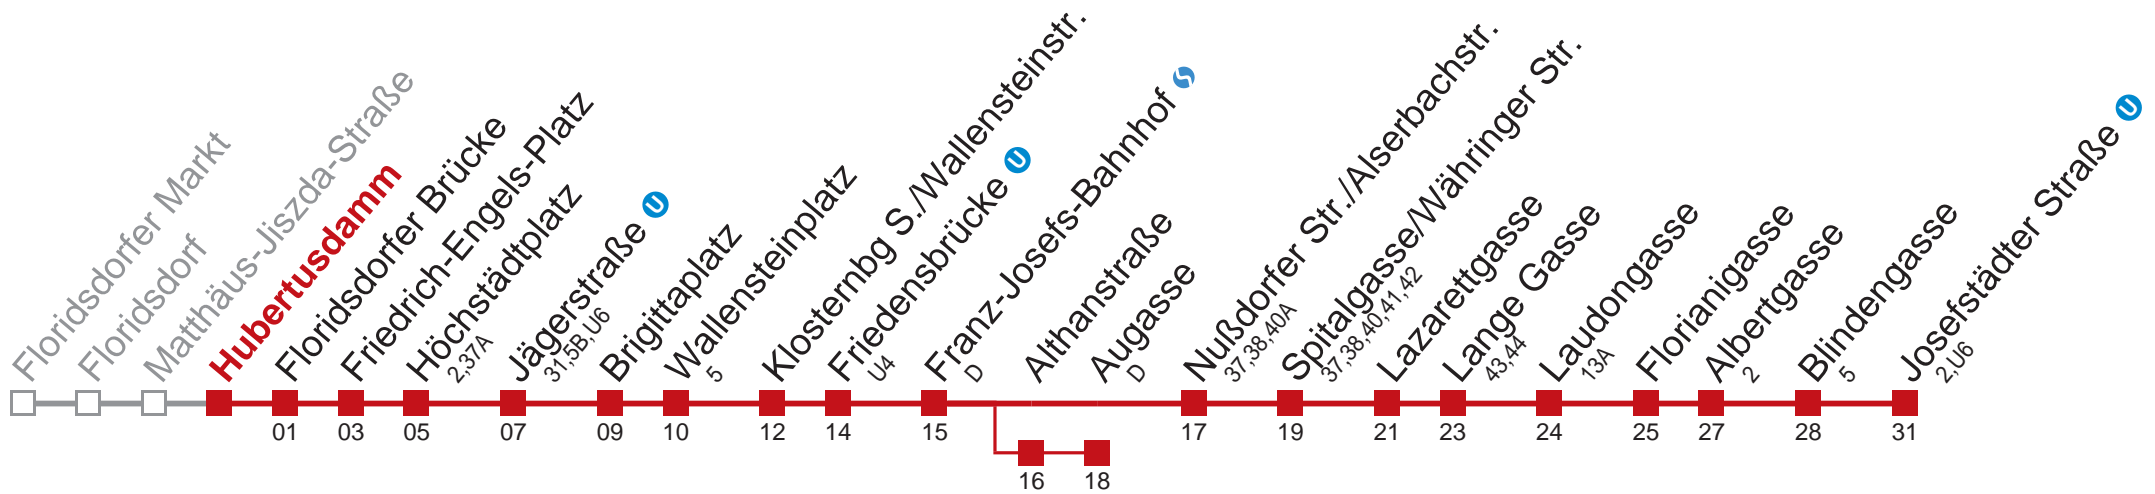 Floridsdorfer Markt
Floridsdorf
Matthäus-Jiszda-Straße
Hubertusdamm
Floridsdorfer Brücke
Friedrich-Engels-Platz
Höchstädtplatz
2,37A
Jägerstraße U
31,5B,U6
Brigittaplatz
Wallensteinplatz
5
Klosternbg S./Wallensteinstr.
Friedensbrücke U
U4
Franz-Josefs-Bahnhof S
D
Althanstraße
Augasse
D
Nußdorfer Str./Alserbachstr.
37,38,40A
Spitalgasse/Währinger Str.
37,38,40,41,42
Lazarettgasse
Lange Gasse
43,44
Laudongasse
13A
Florianigasse
Albertgasse
2
Blindengasse
5
Josefstädter Straße U
2,U6
01 03 05 07 09 10 12 14 15 17 19 21 23 24 25 27 28 31
16 18